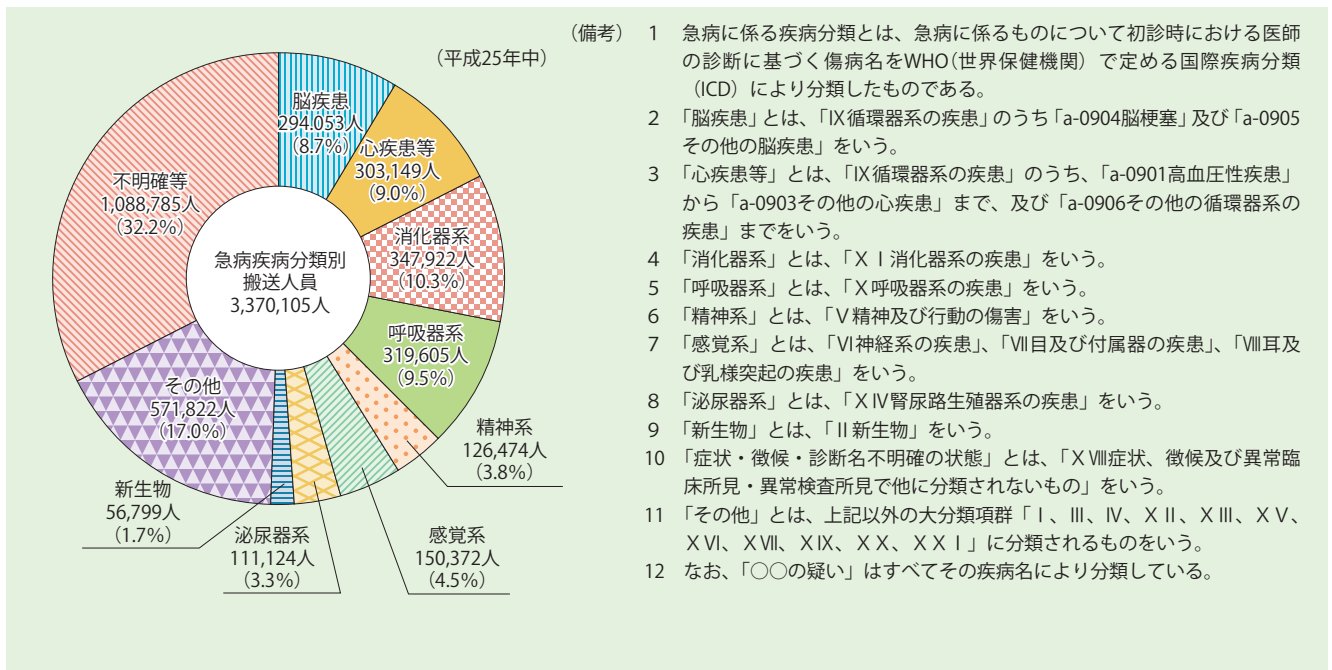 (平成25年中)
脳疾患
294.053人
(8.7%)
心疾患等
303,149人
(9.0%)
消化器系
347,922人
(10.3%)
呼吸器系
319,605人
(9.5%)
精神系
126,474人
(3.8%)
感覚系
150,372人
(4.5%)
泌尿器系
111,124人
(3.3%)
新生物
56,799人
(1.7%)
その他
571,822人
(17.0%)
不明確等
1,088,785人
(32.2%)
急病疾病分類別
搬送人員
3,370,105人
(備考) 1 急病に係る疾病分類とは、急病に係るものについて初診時における医師
の診断に基づく傷病名をWHO(世界保健機関)で定める国際疾病分類
(ICD)により分類したものである。
2 「脳疾患」とは、「Ⅸ循環器系の疾患」のうち「a-0904脳梗塞」及び「a-0905
その他の脳疾患」をいう。
3 「心疾患等」とは、「Ⅸ循環器系の疾患」のうち、「a-0901高血圧性疾患」
から「a-0903その他の心疾患」まで、及び「a-0906その他の循環器系の
疾患」までをいう。
4 「消化器系」とは、「ⅩⅠ消化器系の疾患」をいう。
5 「呼吸器系」とは、「Ⅹ呼吸器系の疾患」をいう。
6 「精神系」とは、「Ⅴ精神及び行動の傷害」をいう。
7 「感覚系」とは、「Ⅵ神経系の疾患」、「Ⅶ目及び付属器の疾患」、「Ⅷ耳及
び乳様突起の疾患」をいう。
8 「泌尿器系」とは、「ⅩⅣ腎尿路生殖器系の疾患」をいう。
9 「新生物」とは、「Ⅱ新生物」をいう。
10 「症状・徴候・診断名不明確の状態」とは、「ⅩⅧ症状、徴候及び異常臨
床所見・異常検査所見で他に分類されないもの」をいう。
11 「その他」とは、上記以外の大分類項群「Ⅰ、Ⅲ、Ⅳ、ⅩⅡ、ⅩⅢ、ⅩⅤ、
ⅩⅥ、ⅩⅦ、ⅩⅨ、ⅩⅩ、ⅩⅩⅠ」に分類されるものをいう。
12 なお、「○○の疑い」はすべてその疾病名により分類している。